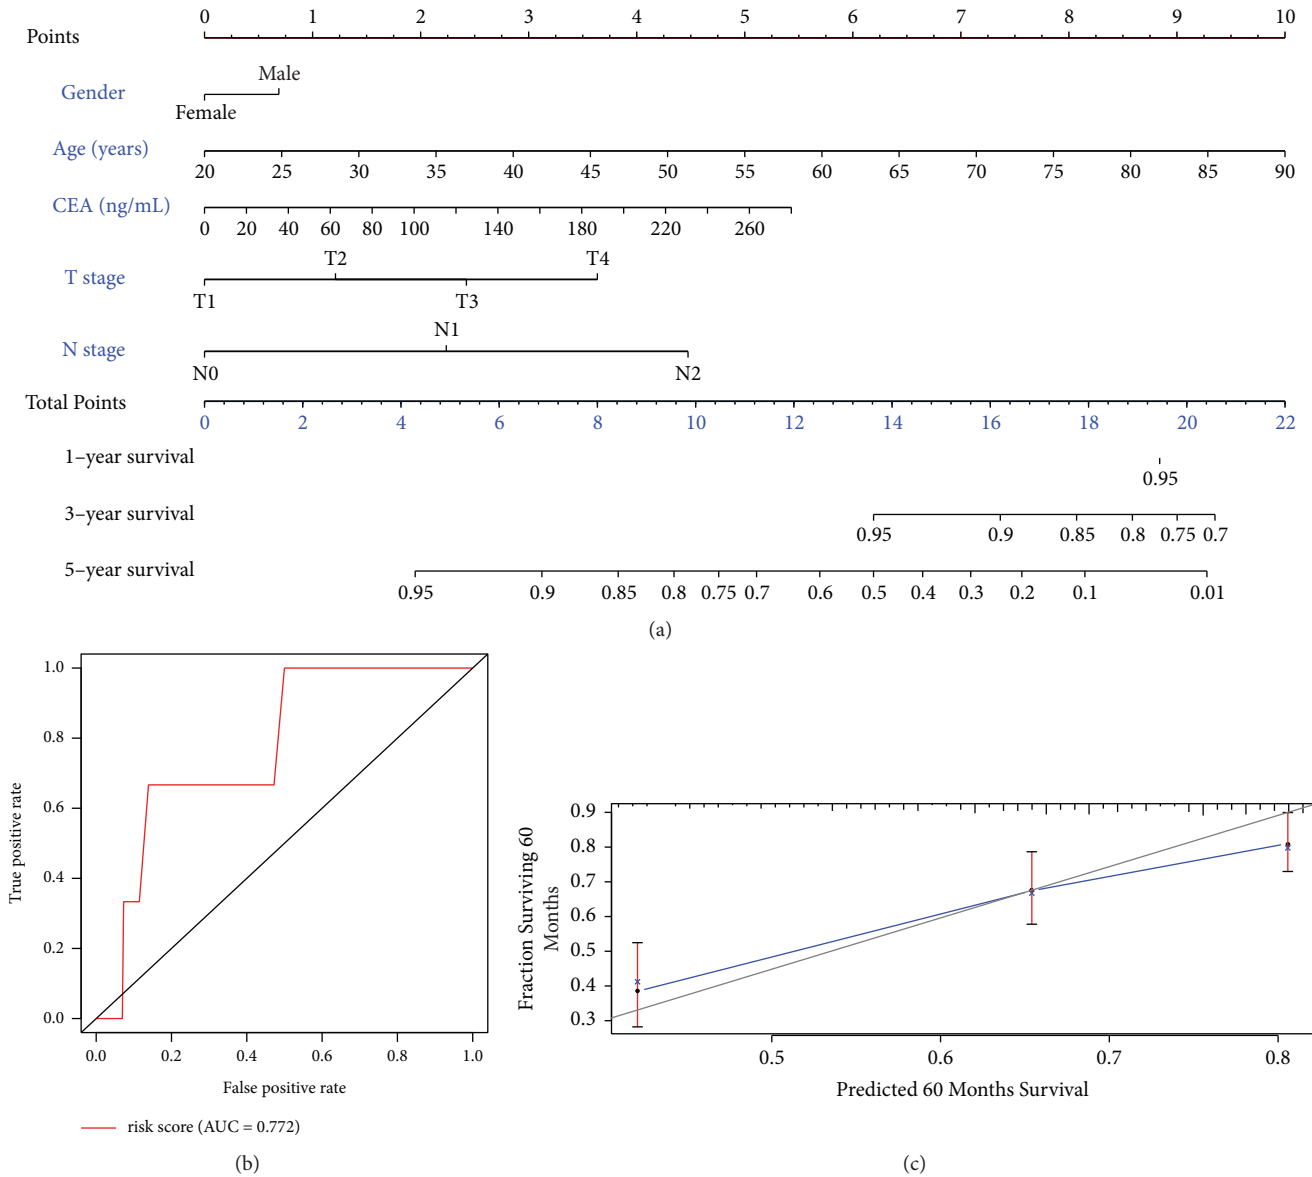 0 1 2 3 4 5 6 7 8 9 10
Points
Male
Gender
Female
Age (years)
20 25 30 35 40 45 50 55 60 65 70 75 80 85 90
CEA (ng/mL)
0 20 40 60 80 100 140 180 220 260
T2 T4
T stage
T1 T3
N1
N stage
N0 N2
Total Points
0 2 4 6 8 10 12 14 16 18 20 22
1–year survival
0.95
3–year survival
0.95 0.9 0.85 0.8 0.75 0.7
5–year survival
0.95 0.9 0.85 0.8 0.75 0.7 0.6 0.5 0.4 0.3 0.2 0.1 0.01
(a)
True positive rate
1.0
0.8
0.6
0.4
0.2
0.0
0.0 0.2 0.4 0.6 0.8 1.0
False positive rate
risk score (AUC = 0.772)
(b)
Fraction Surviving 60
Months
0.9
0.8
0.7
0.6
0.5
0.4
0.3
0.5 0.6 0.7 0.8
Predicted 60 Months Survival
(c)